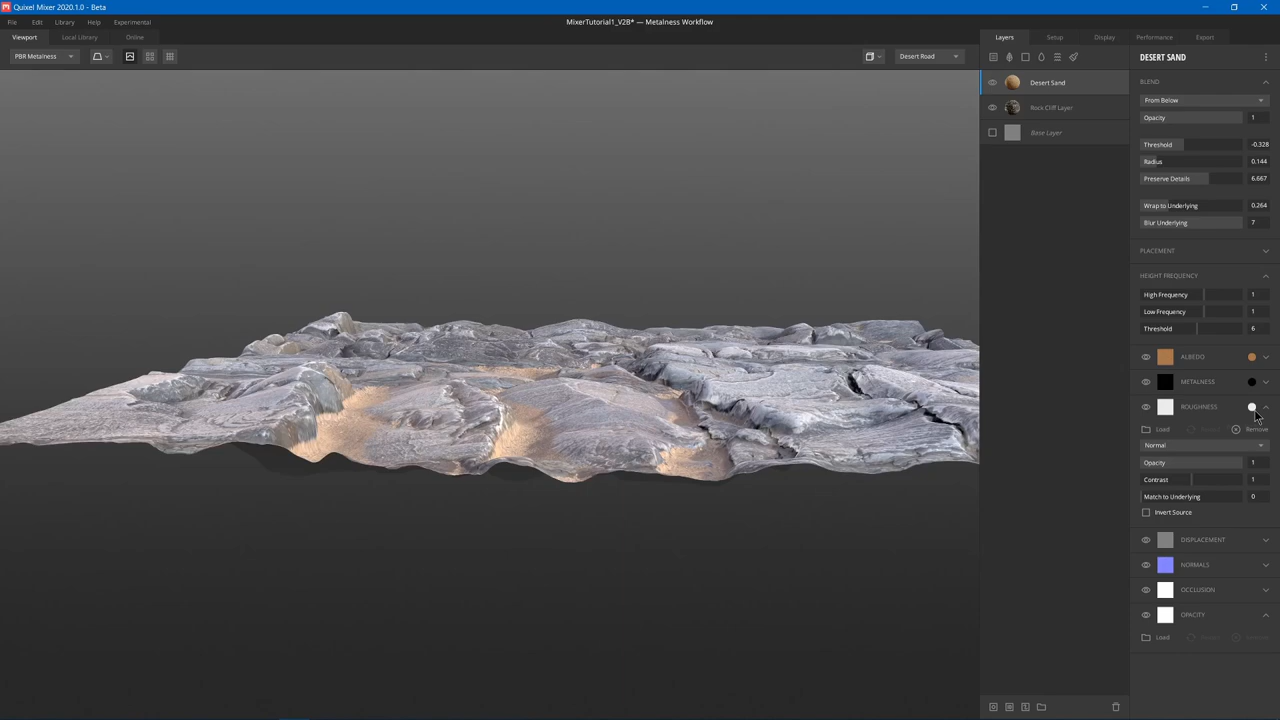 Quixel Mixer 2020.1.0 - Beta
File Edit Library Help Experimental
MixerTutorial1_V2B* — Metalness Workflow
Viewport Local Library Online
Layers Setup Display Performance Export
PBR Metalness
Desert Road
DESERT SAND
Desert Sand
Rock Cliff Layer
Base Layer
BLEND
From Below
Opacity 1
Threshold -0.328
Radius 0.144
Preserve Details 6.667
Wrap to Underlying 0.264
Blur Underlying 7
PLACEMENT
HEIGHT FREQUENCY
High Frequency 1
Low Frequency 1
Threshold 6
ALBEDO
METALNESS
ROUGHNESS
Load Remove
Normal
Opacity 1
Contrast 1
Match to Underlying 0
Invert Source
DISPLACEMENT
NORMALS
OCCLUSION
OPACITY
Load